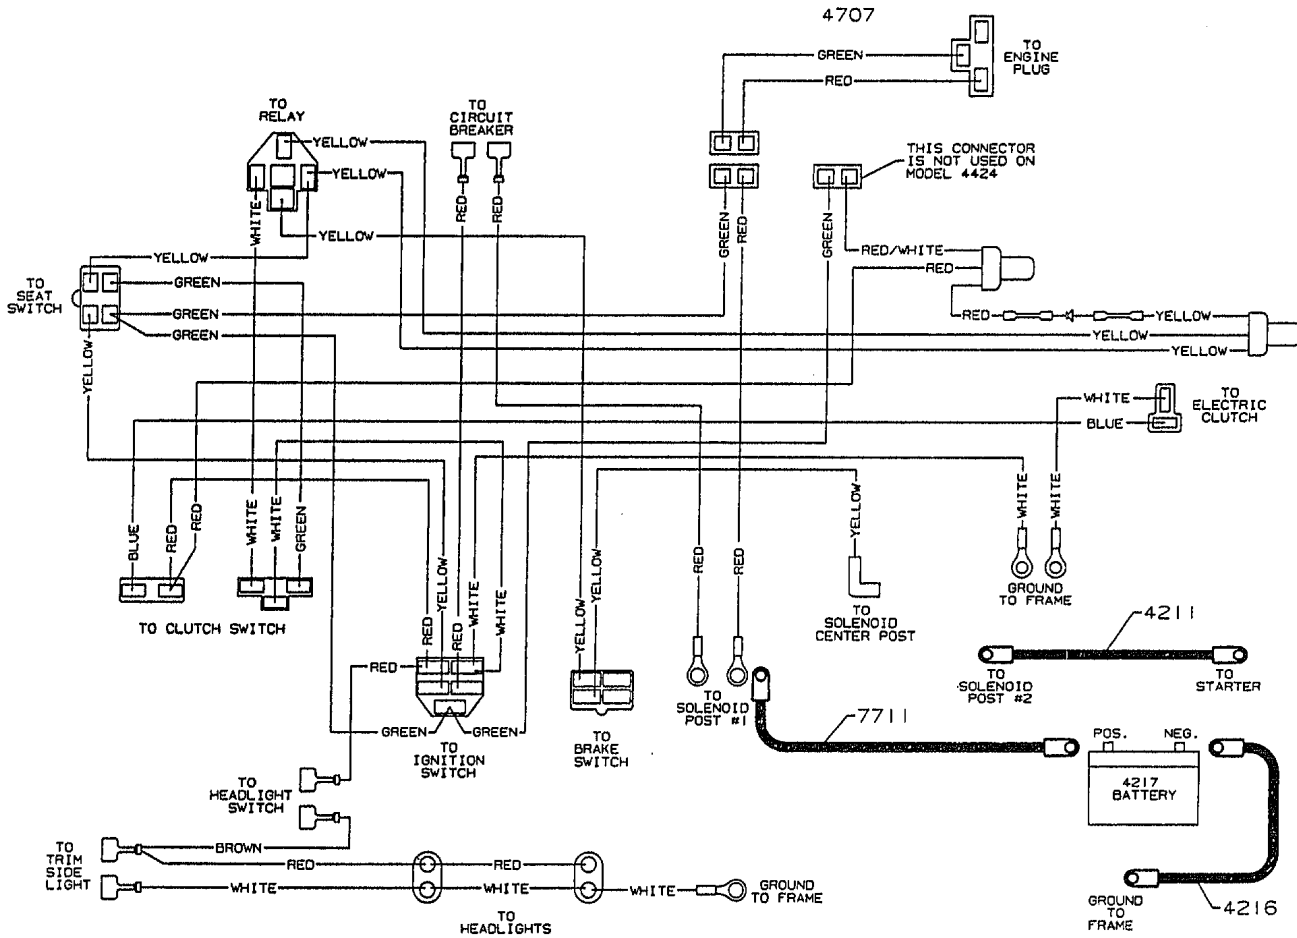 4707
TO
ENGINE
PLUG
GREEN
RED
TO
RELAY
TO
CIRCUIT
BREAKER
YELLOW
YELLOW
THIS CONNECTOR
IS NOT USED ON
MODEL 4424
WHITE
RED
RED
YELLOW
GREEN
RED
GREEN
RED/WHITE
YELLOW
RED
TO
SEAT
SWITCH
GREEN
GREEN
GREEN
RED
YELLOW
YELLOW
YELLOW
YELLOW
WHITE
BLUE
TO
ELECTRIC
CLUTCH
BLUE
RED
RED
WHITE
WHITE
GREEN
YELLOW
WHITE
WHITE
TO CLUTCH SWITCH
RED
YELLOW
RED
WHITE
WHITE
YELLOW
YELLOW
RED
RED
TO
SOLENOID
CENTER POST
GROUND
TO FRAME
4211
RED
TO
SOLENOID
POST #1
TO
SOLENOID
POST #2
TO
STARTER
GREEN
GREEN
TO
IGNITION
SWITCH
TO
BRAKE
SWITCH
7711
POS.
NEG.
4217
BATTERY
TO
HEADLIGHT
SWITCH
TO
TRIM
SIDE
LIGHT
BROWN
RED
RED
WHITE
WHITE
WHITE
GROUND
TO FRAME
TO
HEADLIGHTS
GROUND
TO
FRAME
4216